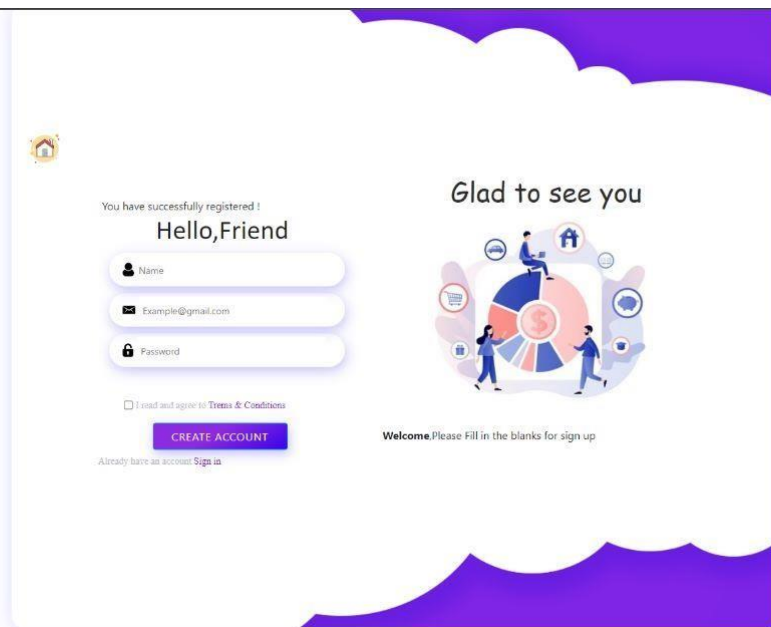 You have successfully registered !
Hello,Friend
Name
Example@gmail.com
Password
I read and agree to Trems & Conditions
CREATE ACCOUNT
Already have an account Sign in
Glad to see you
$
Welcome,Please Fill in the blanks for sign up